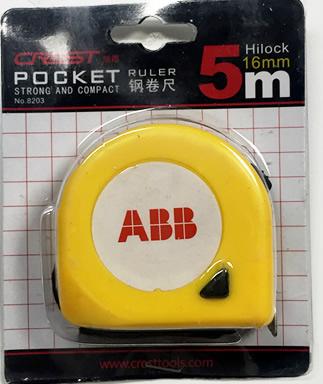 CREST
POCKET RULER
STRONG AND COMPACT 钢卷尺
No.8203
5m
Hilock
16mm
ABB
www.cresttools.com